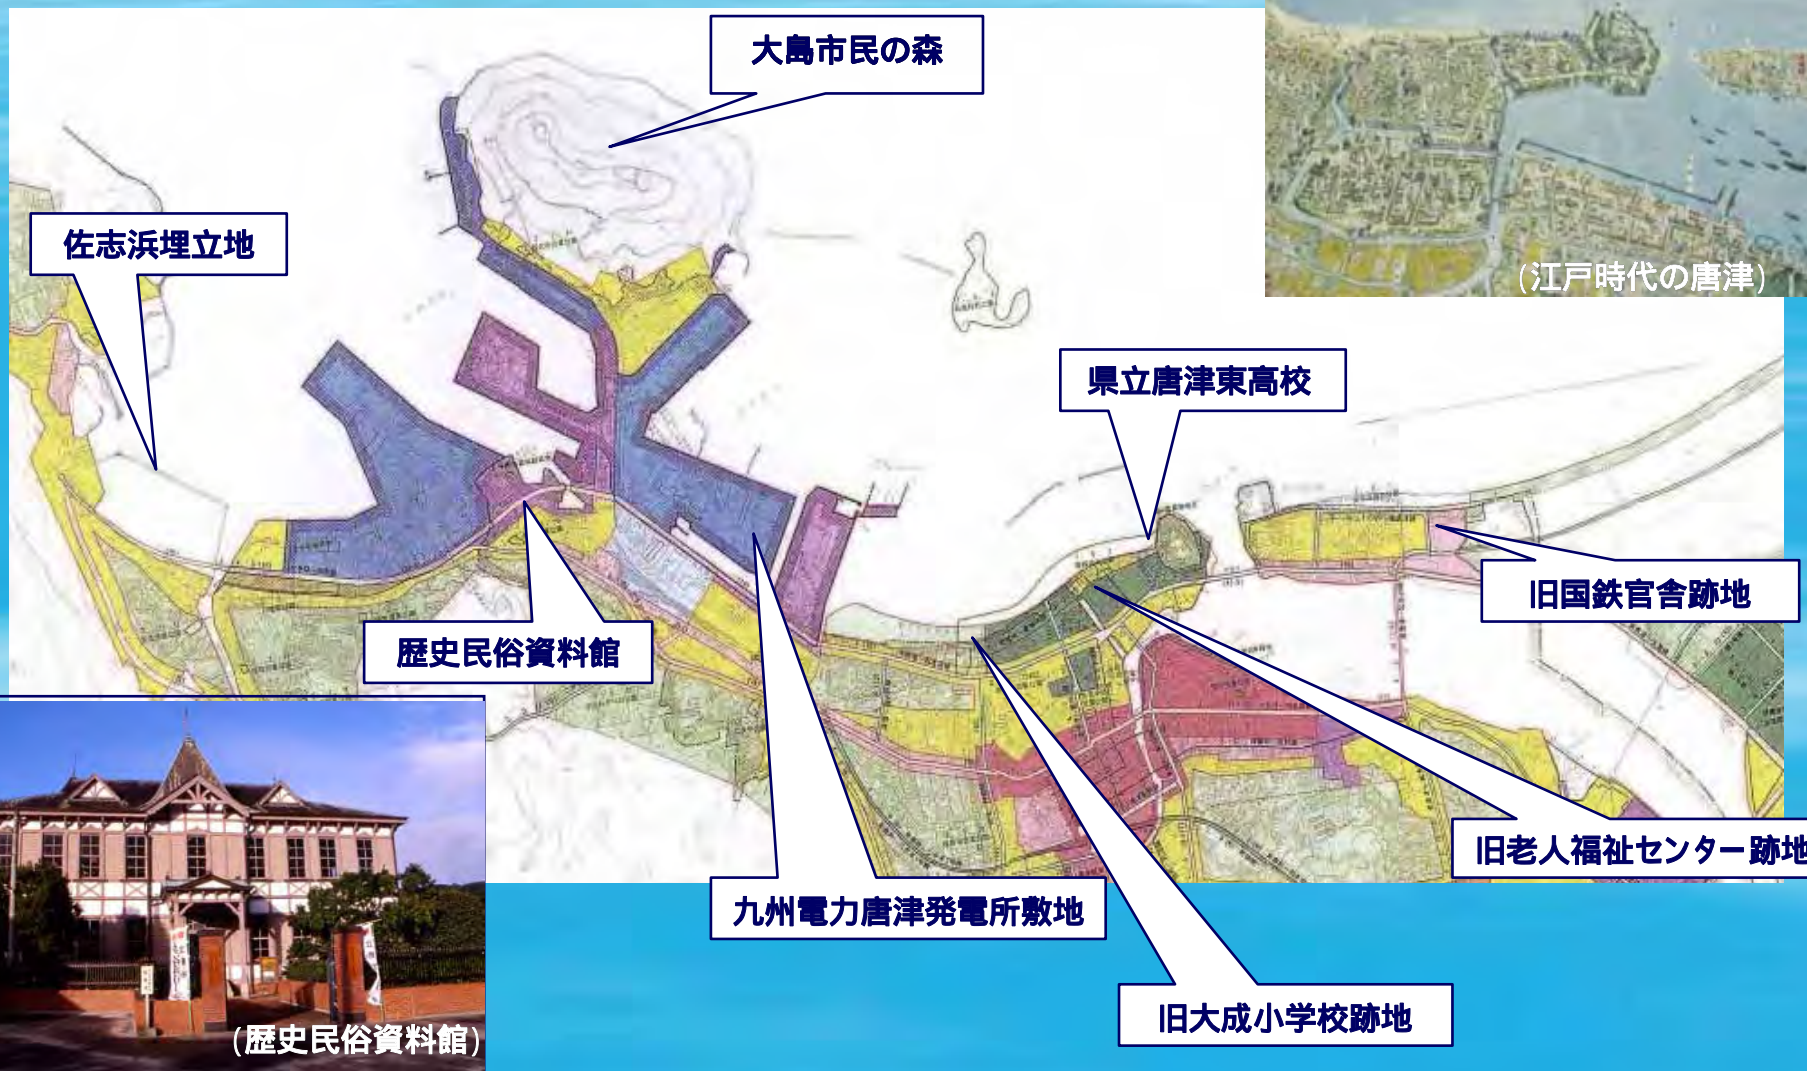 大島市民の森
(江戸時代の唐津)
佐志浜埋立地
県立唐津東高校
旧国鉄官舎跡地
歴史民俗資料館
旧老人福祉センター跡地
九州電力唐津発電所敷地
旧大成小学校跡地
(歴史民俗資料館)